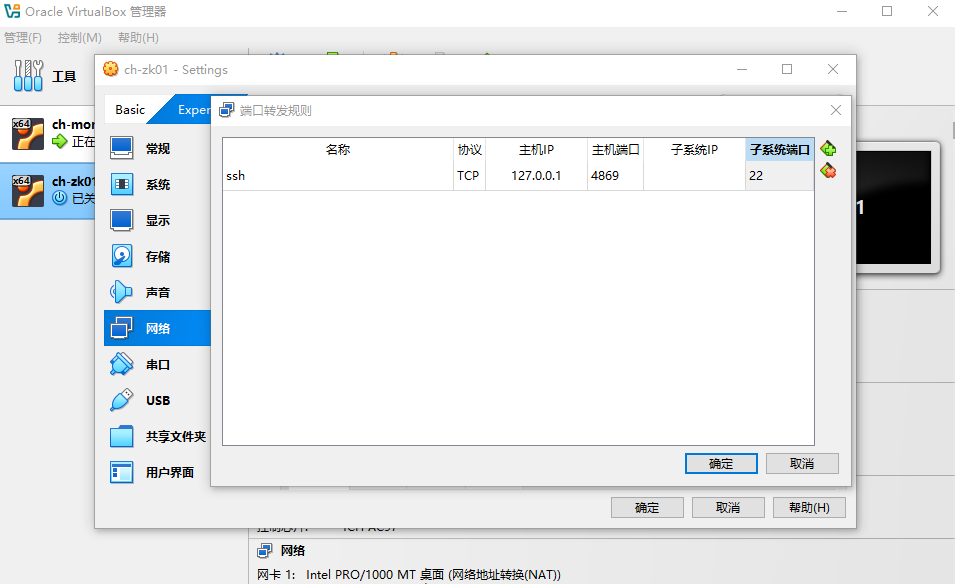 Oracle VirtualBox 管理器
管理(F) 控制(M) 帮助(H)
工具
ch-mor
正在
ch-zk01
已关
ch-zk01 - Settings
Basic Exper
常规
系统
显示
存储
声音
网络
串口
USB
共享文件夹
用户界面
端口转发规则
名称 协议 主机IP 主机端口 子系统IP 子系统端口
ssh TCP 127.0.0.1 4869 22
确定 取消
确定 取消 帮助(H)
1
网络
网卡 1: Intel PRO/1000 MT 桌面 (网络地址转换(NAT))